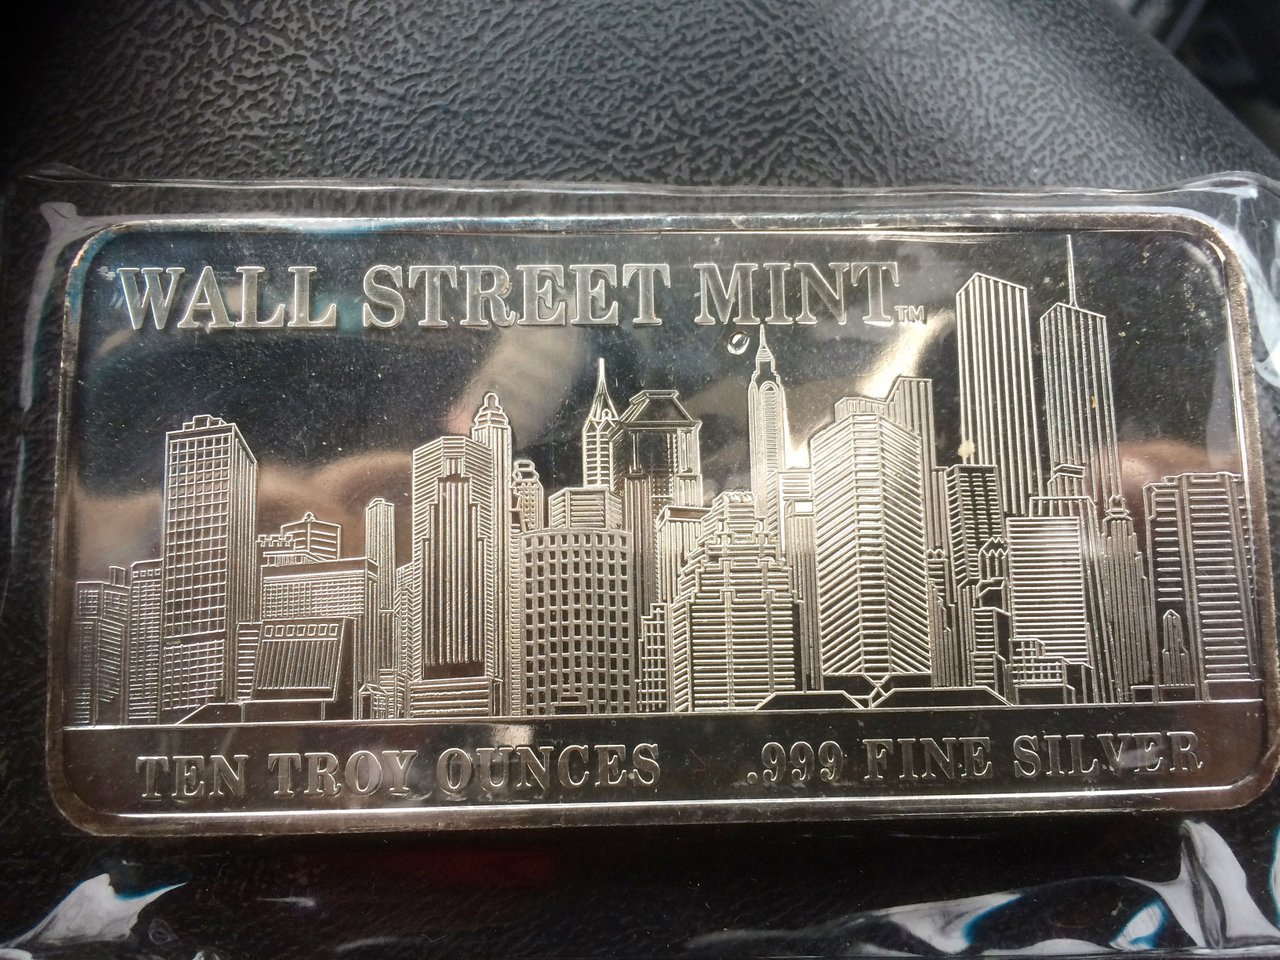 WALL STREET MINT™
TEN TROY OUNCES .999 FINE SILVER